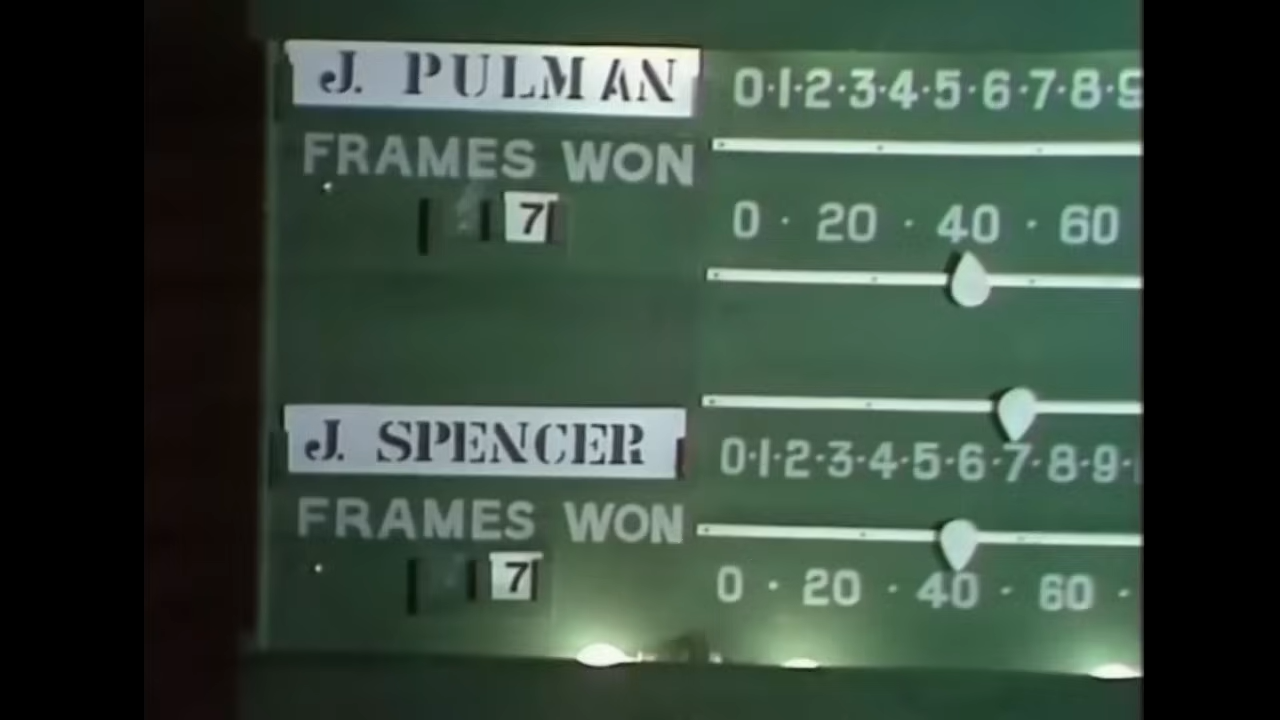 J. PULMAN
0·1·2·3·4·5·6·7·8·9
FRAMES WON
7
0 · 20 · 40 · 60
J. SPENCER
0·1·2·3·4·5·6·7·8·9·
FRAMES WON
7
0 · 20 · 40 · 60 ·